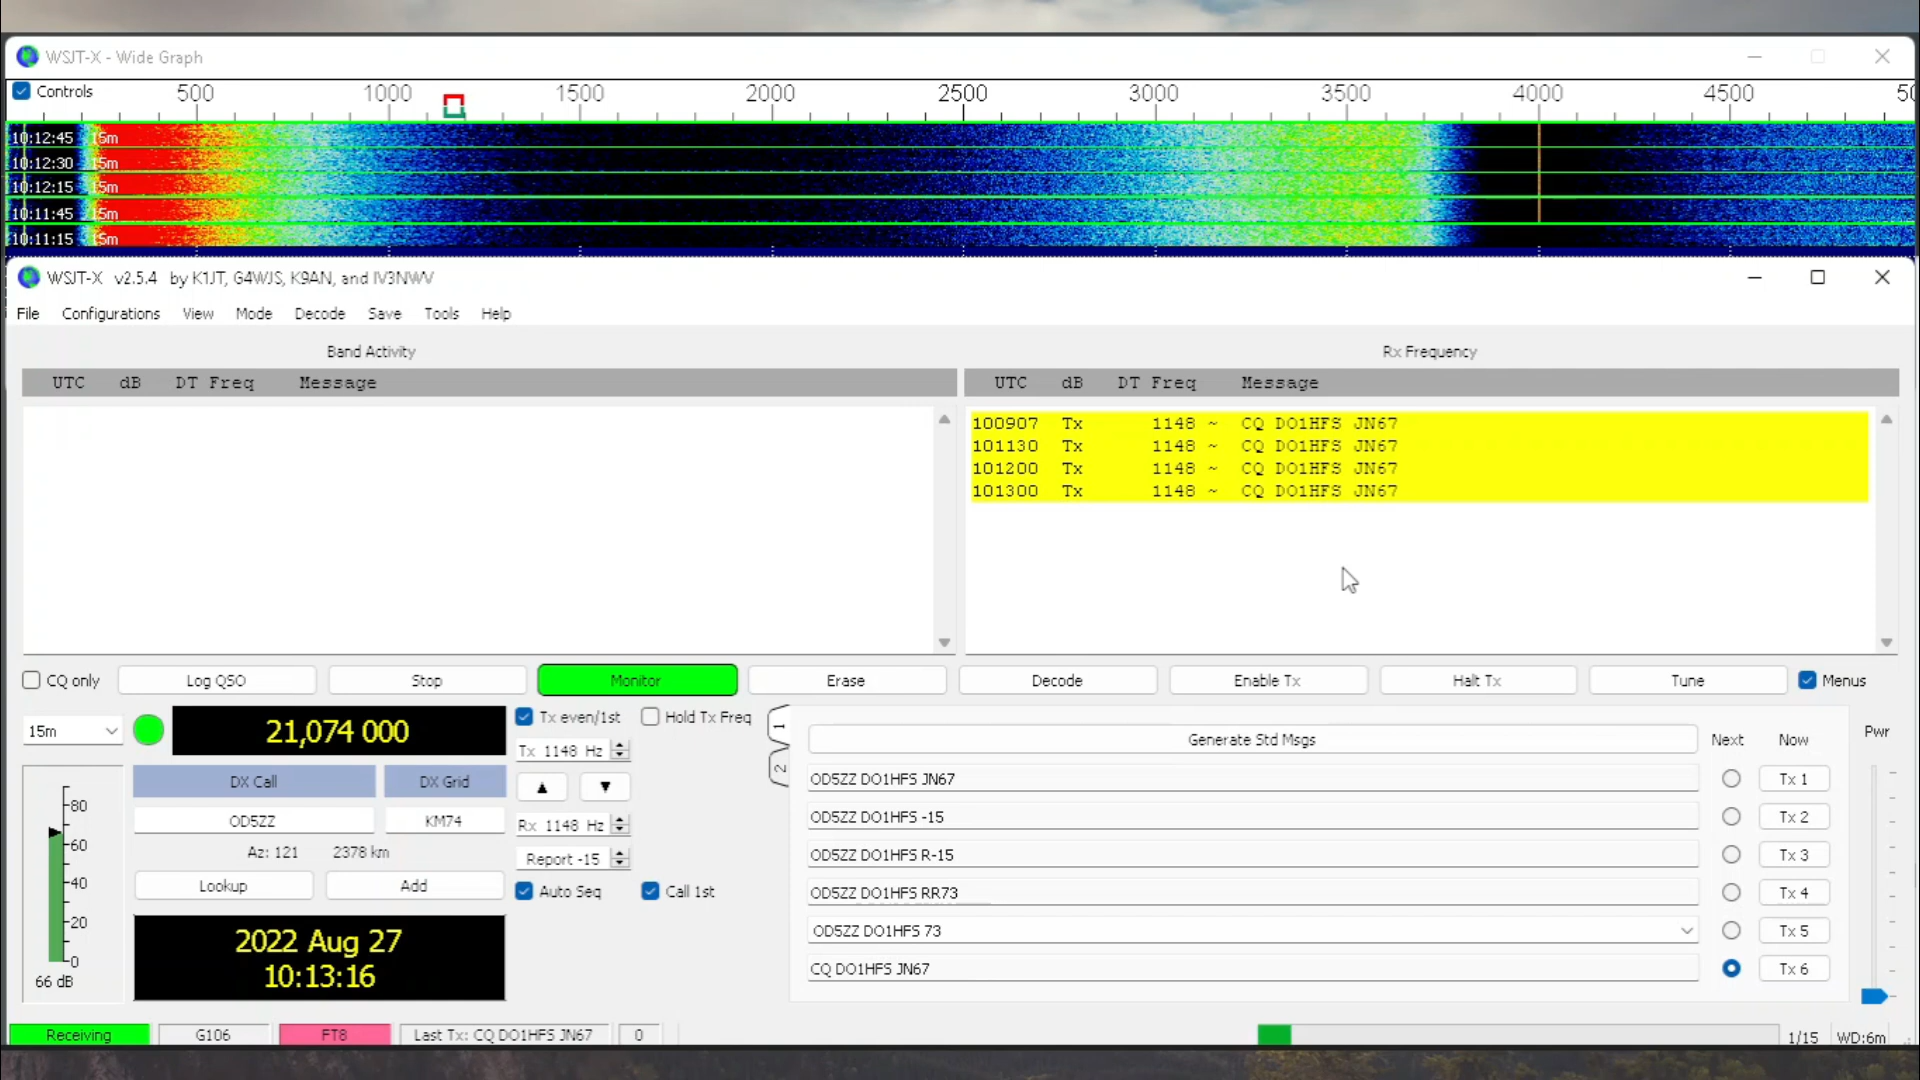 WSJT-X - Wide Graph
Controls 500 1000 1500 2000 2500 3000 3500 4000 4500
10:12:45 15m
10:12:30 15m
10:12:15 15m
10:11:45 15m
10:11:15 15m
WSJT-X v2.5.4 by K1JT, G4WJS, K9AN, and IV3NWV
File Configurations View Mode Decode Save Tools Help
Band Activity
UTC dB DT Freq Message
Rx Frequency
UTC dB DT Freq Message
100907 Tx 1148 ~ CQ DO1HFS JN67
101130 Tx 1148 ~ CQ DO1HFS JN67
101200 Tx 1148 ~ CQ DO1HFS JN67
101300 Tx 1148 ~ CQ DO1HFS JN67
CQ only Log QSO Stop Monitor Erase Decode Enable Tx Halt Tx Tune Menus
15m 21,074 000
Tx even/1st Hold Tx Freq
Tx 1148 Hz
DX Call DX Grid
▲ ▼
OD5ZZ KM74
Rx 1148 Hz
Az: 121 2378 km
Report -15
Lookup Add
Auto Seq Call 1st
2022 Aug 27
10:13:16
80
60
40
20
0
66 dB
1
2
Generate Std Msgs Next Now Pwr
OD5ZZ DO1HFS JN67 Tx 1
OD5ZZ DO1HFS -15 Tx 2
OD5ZZ DO1HFS R-15 Tx 3
OD5ZZ DO1HFS RR73 Tx 4
OD5ZZ DO1HFS 73 Tx 5
CQ DO1HFS JN67 Tx 6
Receiving G106 FT8 Last Tx: CQ DO1HFS JN67 0 1/15 WD:6m